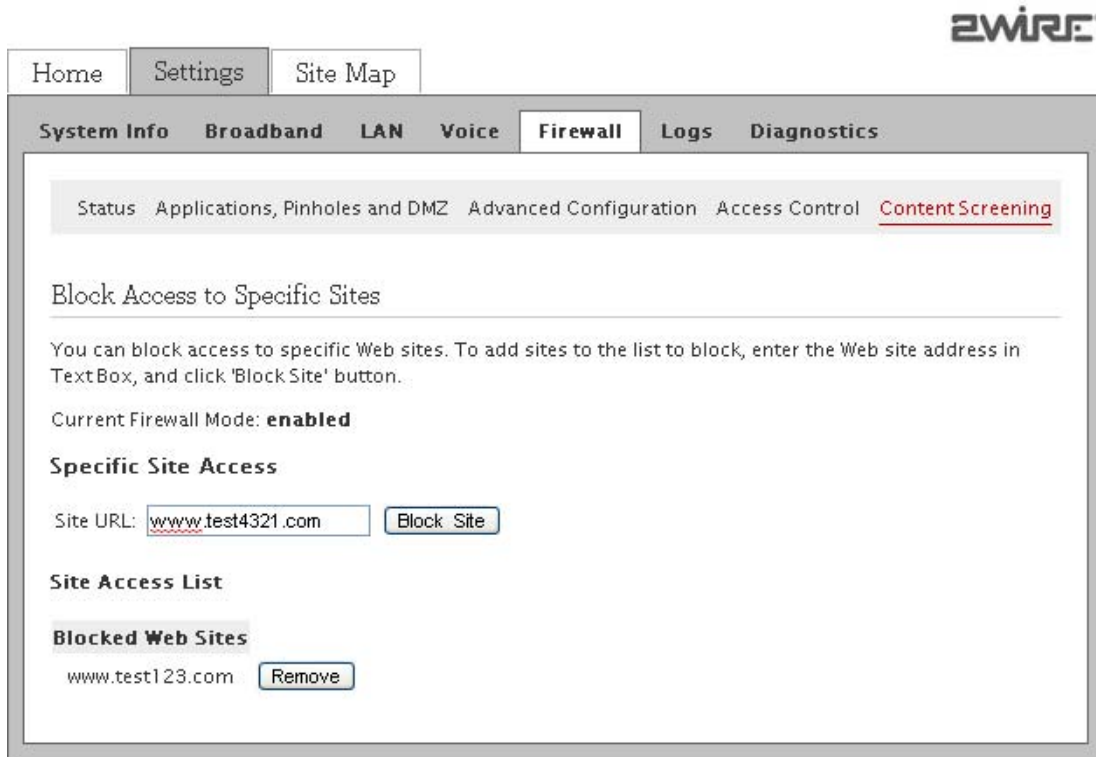 2WIRE
Home Settings Site Map
System Info Broadband LAN Voice Firewall Logs Diagnostics
Status Applications, Pinholes and DMZ Advanced Configuration Access Control Content Screening
Block Access to Specific Sites
You can block access to specific Web sites. To add sites to the list to block, enter the Web site address in
Text Box, and click 'Block Site' button.
Current Firewall Mode: enabled
Specific Site Access
Site URL: www.test4321.com Block Site
Site Access List
Blocked Web Sites
www.test123.com Remove